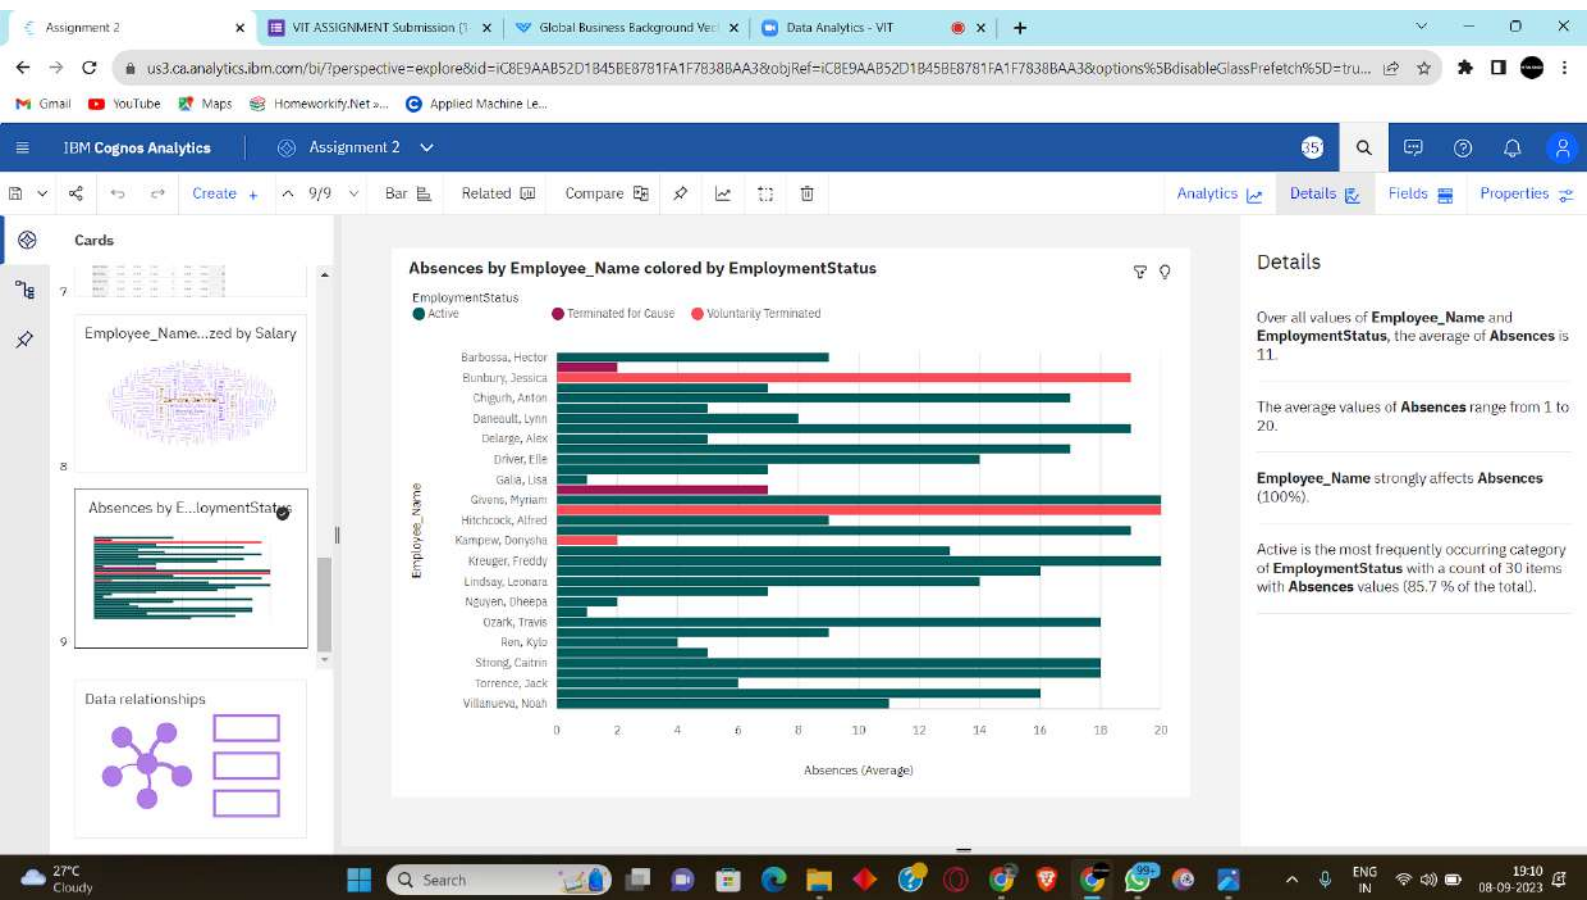 Assignment 2
VIT ASSIGNMENT Submission (
Global Business Background Vec
Data Analytics - VIT
us3.ca.analytics.ibm.com/bi/?perspective=explore&id=iC8E9AAB52D1B45BE8781FA1F7838BAA3&objRef=iC8E9AAB52D1B45BE8781FA1F7838BAA3&options%5BdisableGlassPrefetch%5D=tru...
Gmail YouTube Maps Homeworkify.Net »... Applied Machine Le...
IBM Cognos Analytics Assignment 2
Create + 9/9 Bar Related Compare Analytics Details Fields Properties
Cards
7
Employee_Name...zed by Salary
8
Absences by E...loymentStatus
9
Data relationships
Absences by Employee_Name colored by EmploymentStatus
EmploymentStatus
Active Terminated for Cause Voluntarily Terminated
Employee_Name
Barbossa, Hector
Bunbury, Jessica
Chigurh, Anton
Daneault, Lynn
Delarge, Alex
Driver, Elle
Galia, Lisa
Givens, Myriam
Hitchcock, Alfred
Kampew, Donysha
Kreuger, Freddy
Lindsay, Leonara
Nguyen, Dheepa
Ozark, Travis
Ren, Kylo
Strong, Caitrin
Torrence, Jack
Villanueva, Noah
0 2 4 6 8 10 12 14 16 18 20
Absences (Average)
Details
Over all values of Employee_Name and
EmploymentStatus, the average of Absences is
11.
The average values of Absences range from 1 to
20.
Employee_Name strongly affects Absences
(100%).
Active is the most frequently occurring category
of EmploymentStatus with a count of 30 items
with Absences values (85.7 % of the total).
27°C
Cloudy
Search
99+
ENG
IN
19:10
08-09-2023